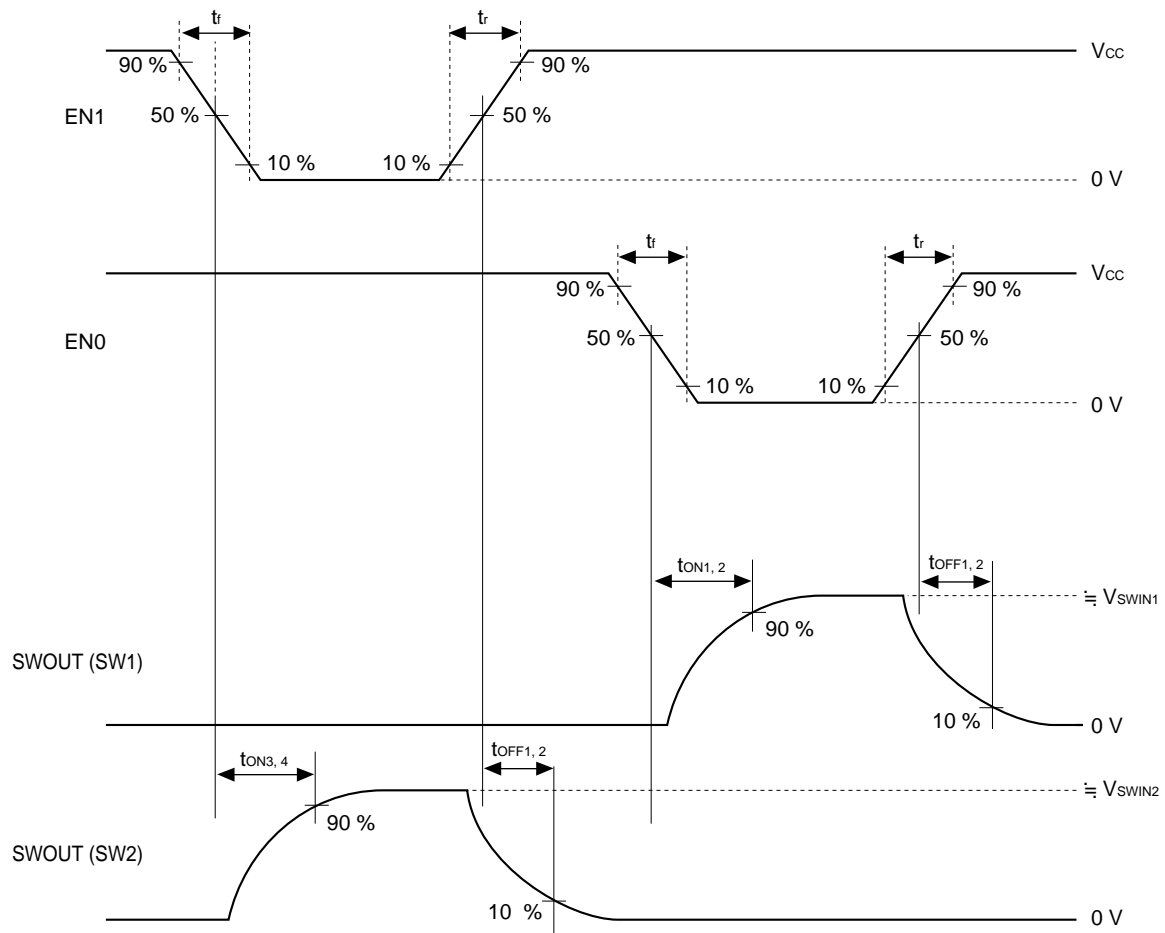 tf
tr
VCC
90 %
90 %
EN1
50 %
50 %
10 %
10 %
0 V
tf
tr
VCC
90 %
90 %
EN0
50 %
50 %
10 %
10 %
0 V
tON1, 2
tOFF1, 2
≒ VSWIN1
90 %
SWOUT (SW1)
10 %
0 V
tON3, 4
tOFF1, 2
≒ VSWIN2
90 %
SWOUT (SW2)
10 %
0 V